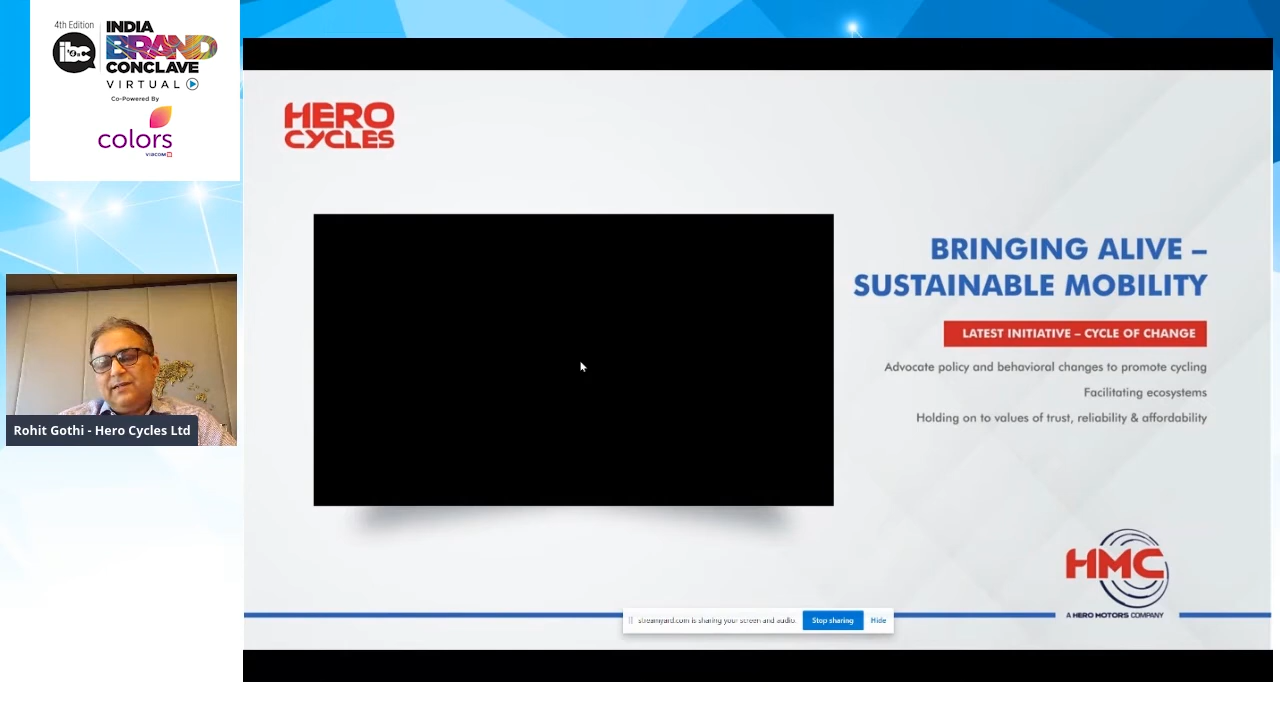 4th Edition
INDIA
ibc
BRAND
CONCLAVE
VIRTUAL
Co-Powered By
colors
VIACOM18
Rohit Gothi - Hero Cycles Ltd
HERO
CYCLES
BRINGING ALIVE –
SUSTAINABLE MOBILITY
LATEST INITIATIVE – CYCLE OF CHANGE
Advocate policy and behavioral changes to promote cycling
Facilitating ecosystems
Holding on to values of trust, reliability & affordability
HMC
A HERO MOTORS COMPANY
streamyard.com is sharing your screen and audio.
Stop sharing
Hide